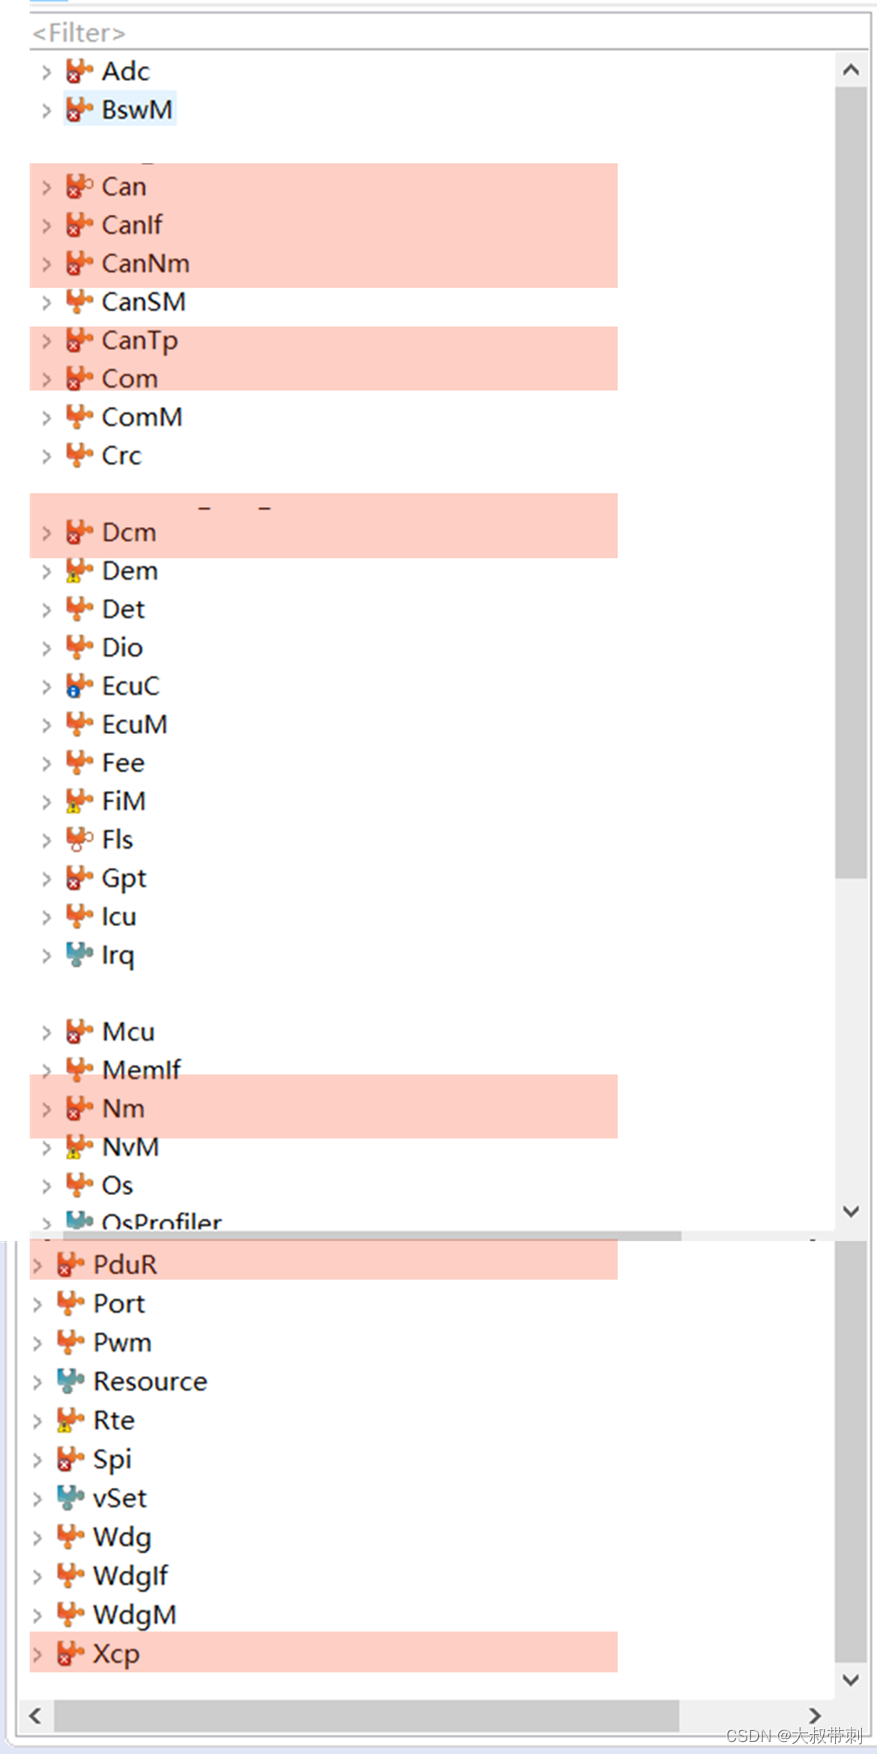 <Filter>
Adc
BswM
Can
CanIf
CanNm
CanSM
CanTp
Com
ComM
Crc
Dcm
Dem
Det
Dio
EcuC
EcuM
Fee
FiM
Fls
Gpt
Icu
Irq
Mcu
MemIf
Nm
NvM
Os
OsProfiler
PduR
Port
Pwm
Resource
Rte
Spi
vSet
Wdg
WdgIf
WdgM
Xcp
CSDN @大叔带刺